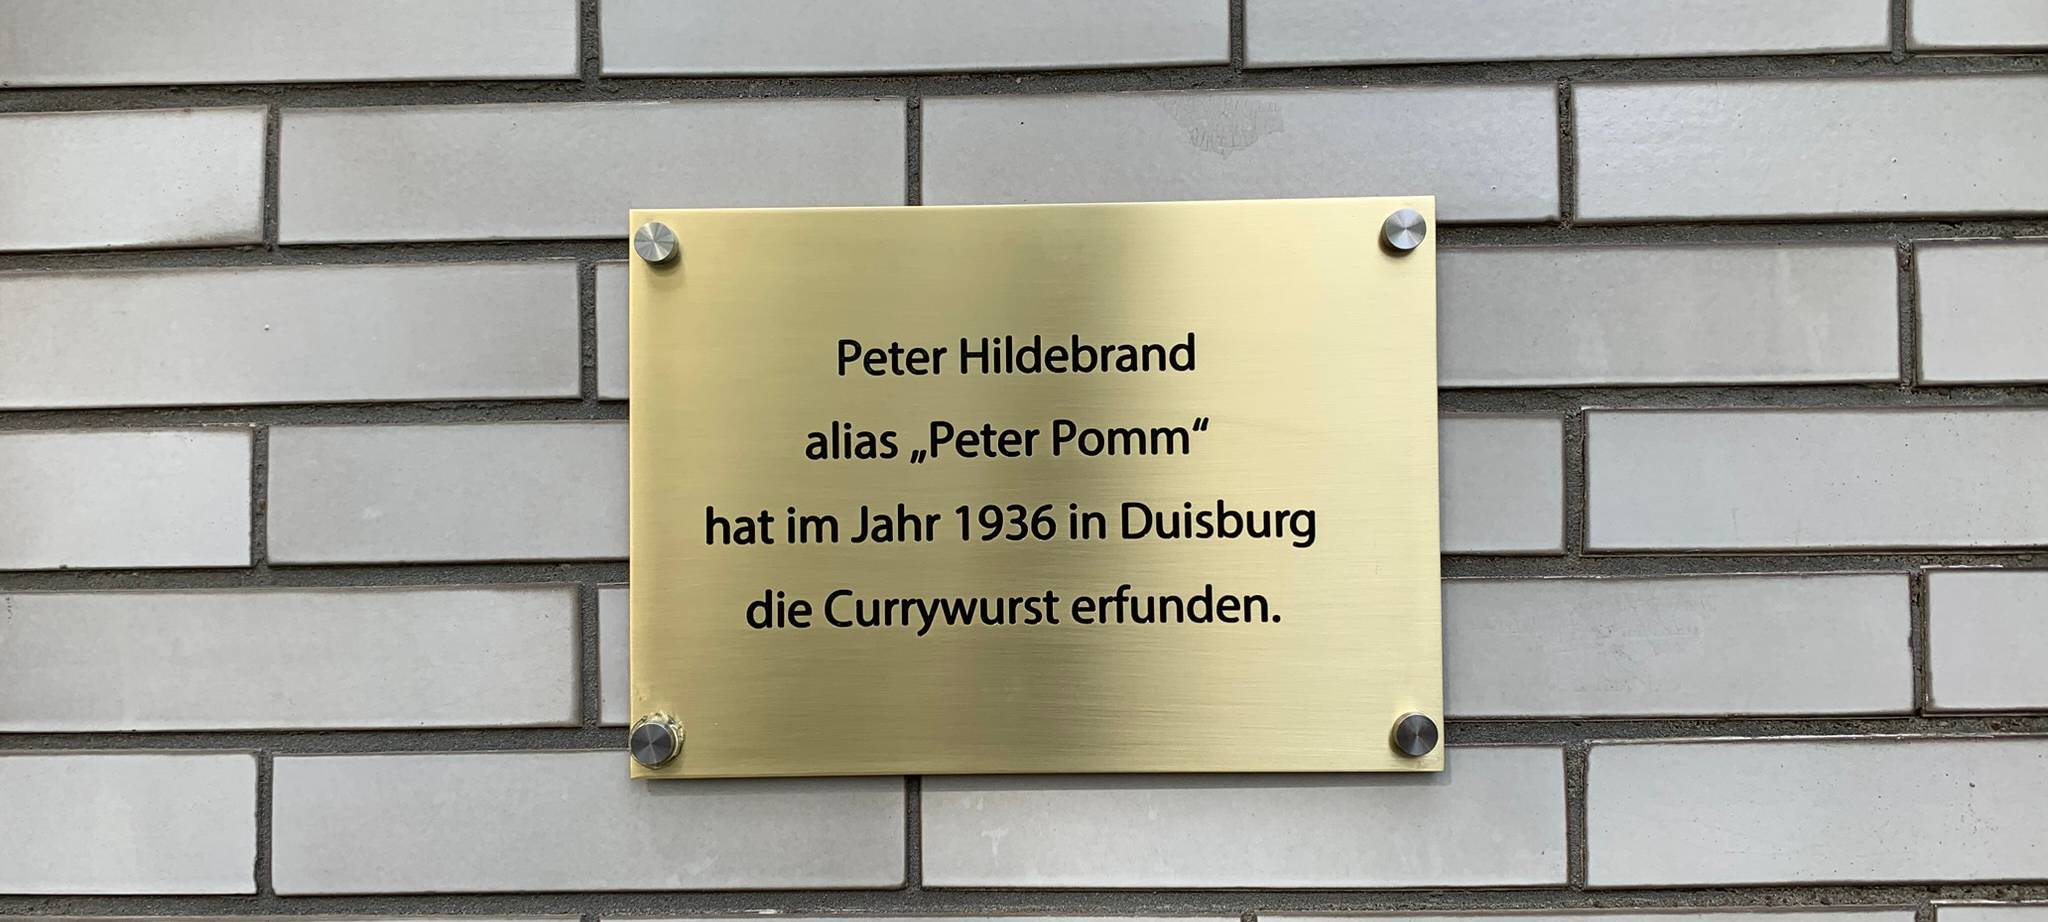 Peter Hildebrand
alias „Peter Pomm“
hat im Jahr 1936 in Duisburg
die Currywurst erfunden.